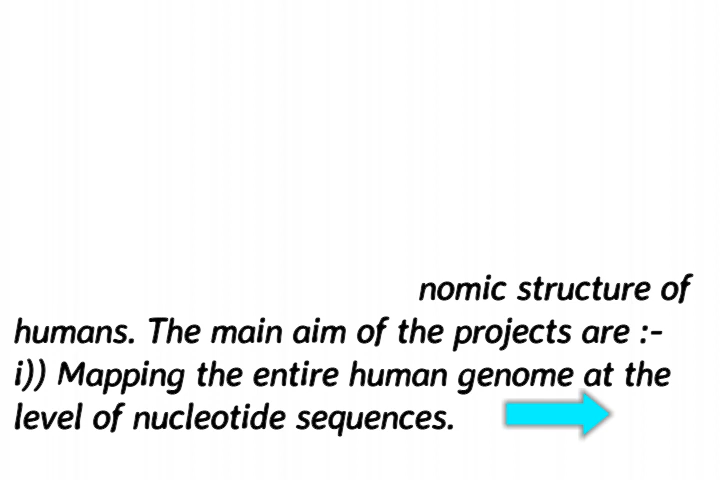 nomic structure of
humans. The main aim of the projects are :-
i)) Mapping the entire human genome at the
level of nucleotide sequences.